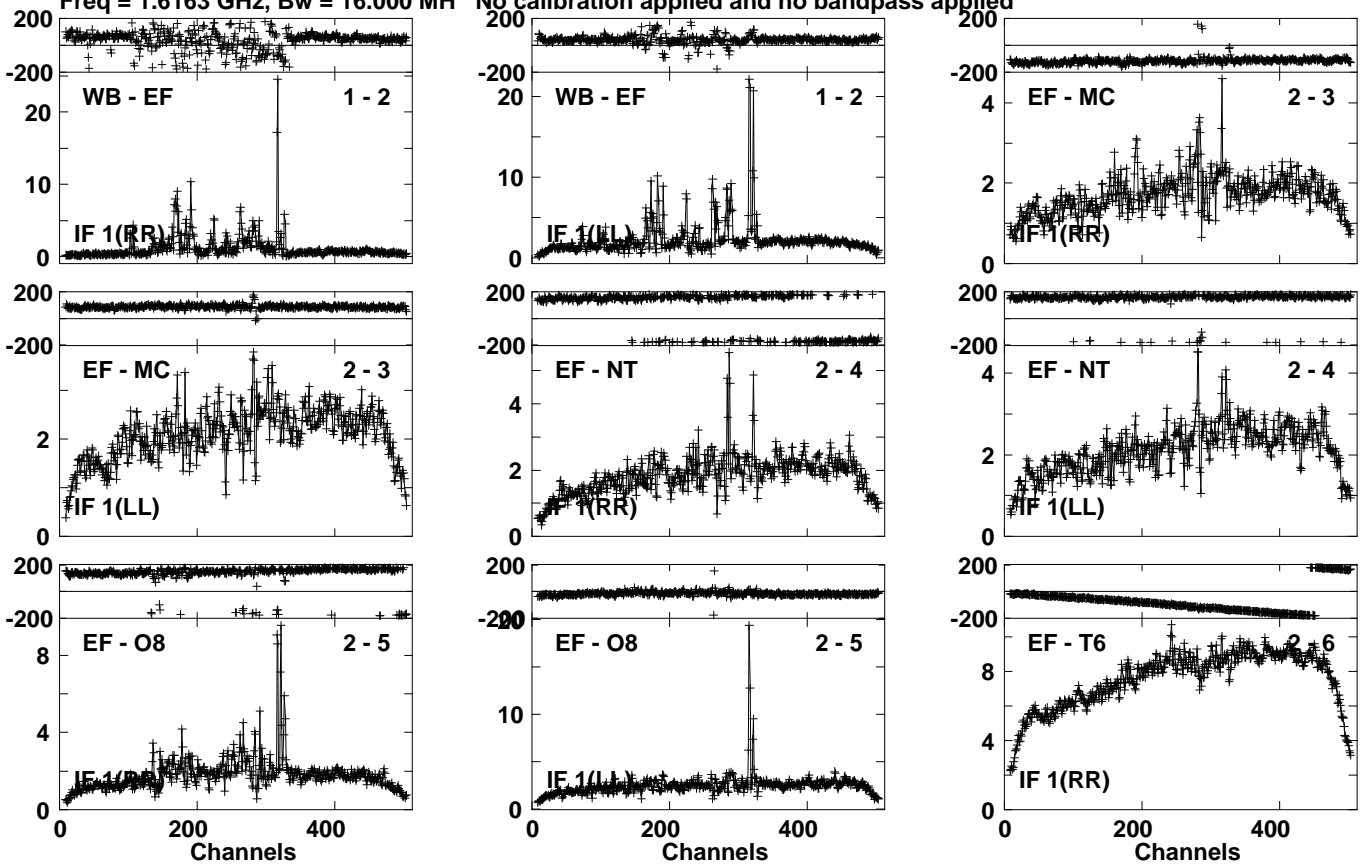 Freq = 1.6163 GHz, Bw = 16.000 MH No calibration applied and no bandpass applied
200
-200
WB - EF 1 - 2
20
10
0
IF 1(RR)
200
-200
WB - EF 1 - 2
20
10
0
IF 1(LL)
200
-200
EF - MC 2 - 3
4
2
0
IF 1(RR)
200
-200
EF - MC 2 - 3
2
0
IF 1(LL)
200
-200
EF - NT 2 - 4
4
2
0
IF 1(RR)
200
-200
EF - NT 2 - 4
4
2
0
IF 1(LL)
200
-200
EF - O8 2 - 5
8
4
0
IF 1(RR)
0 200 400
Channels
200
-200
20
EF - O8 2 - 5
10
0
IF 1(LL)
0 200 400
Channels
200
-200
EF - T6 2 - 6
8
4
0
IF 1(RR)
0 200 400
Channels